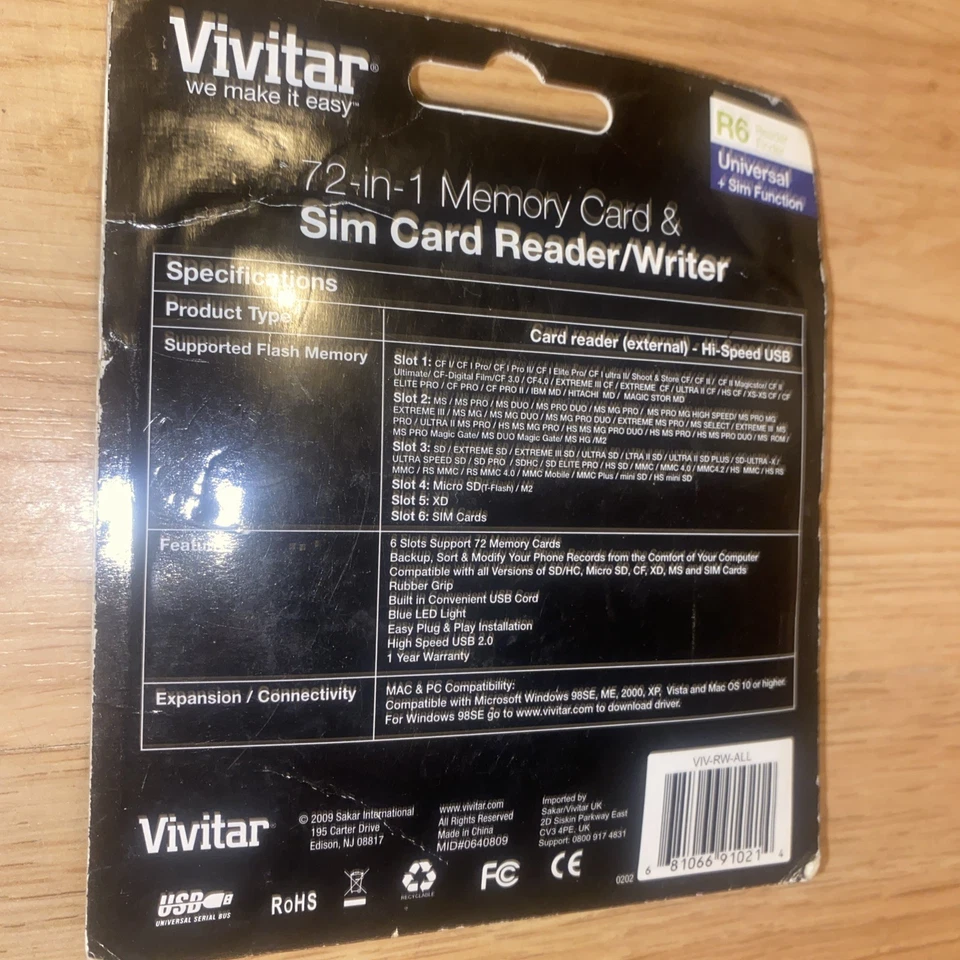 Vivitar®
we make it easy™
R6 Reader
Universal
+ Sim Function
72-in-1 Memory Card &
Sim Card Reader/Writer
Specifications
Product Type
Card reader (external) - Hi-Speed USB
Supported Flash Memory
Slot 1: CF I/ CF I Pro/ CF I Pro II/ CF I Elite Pro/ CF I ultra II/ Shoot & Store CF/ CF II / CF II Magicstor/ CF II
Ultimate/ CF-Digital Film/CF 3.0 / CF4.0 / EXTREME III CF / EXTREME CF / ULTRA II CF / HS CF / XS-XS CF / CF
ELITE PRO / CF PRO / CF PRO II / IBM MD / HITACHI MD / MAGIC STOR MD
Slot 2: MS / MS PRO / MS DUO / MS PRO DUO / MS MG PRO / MS PRO MG HIGH SPEED/ MS PRO MG
EXTREME III / MS MG / MS MG DUO / MS MG PRO DUO / EXTREME MS PRO / MS SELECT / EXTREME III MS
PRO / ULTRA II MS PRO / HS MS MG PRO / HS MS MG PRO DUO / HS MS PRO / HS MS PRO DUO / MS ROM /
MS PRO Magic Gate/ MS DUO Magic Gate/ MS HG /M2
Slot 3: SD / EXTREME SD / EXTREME III SD / ULTRA SD / LTRA II SD / ULTRA II SD PLUS / SD-ULTRA -X /
ULTRA SPEED SD / SD PRO / SDHC / SD ELITE PRO / HS SD / MMC / MMC 4.0 / MMC4.2 / HS MMC / HS RS
MMC / RS MMC / RS MMC 4.0 / MMC Mobile / MMC Plus / mini SD / HS mini SD
Slot 4: Micro SD(T-Flash) / M2
Slot 5: XD
Slot 6: SIM Cards
6 Slots Support 72 Memory Cards
Backup, Sort & Modify Your Phone Records from the Comfort of Your Computer
Compatible with all Versions of SD/HC, Micro SD, CF, XD, MS and SIM Cards
Rubber Grip
Built in Convenient USB Cord
Blue LED Light
Easy Plug & Play Installation
High Speed USB 2.0
1 Year Warranty
Expansion / Connectivity
MAC & PC Compatibility:
Compatible with Microsoft Windows 98SE, ME, 2000, XP, Vista and Mac OS 10 or higher.
For Windows 98SE go to www.vivitar.com to download driver.
Vivitar
© 2009 Sakar International
195 Carter Drive
Edison, NJ 08817
www.vivitar.com
All Rights Reserved
Made in China
MID#0640809
Imported by
Sakar/Vivitar UK
2D Siskin Parkway East
CV3 4PE, UK
Support: 0800 917 4831
VIV-RW-ALL
6 81066 91021 4
0202
USB
UNIVERSAL SERIAL BUS
RoHS
RECYCLABLE
FC
CE